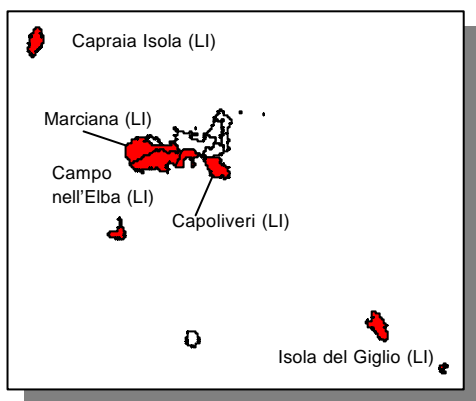 Capraia Isola (LI)
Marciana (LI)
Campo
nell'Elba (LI)
Capoliveri (LI)
Isola del Giglio (LI)